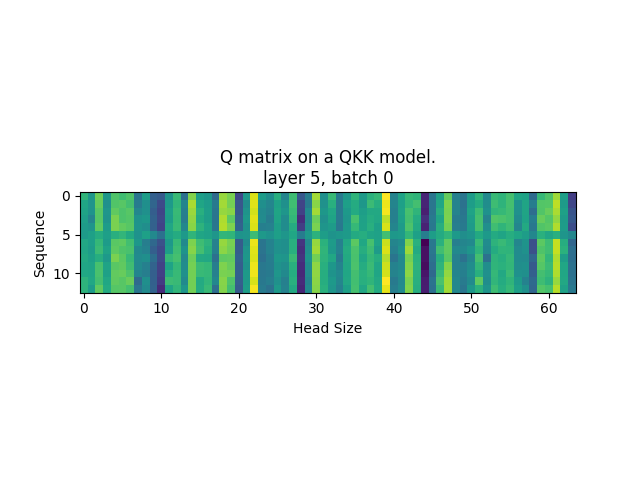 Q matrix on a QKK model.
layer 5, batch 0
0
5
10
Sequence
0 10 20 30 40 50 60
Head Size